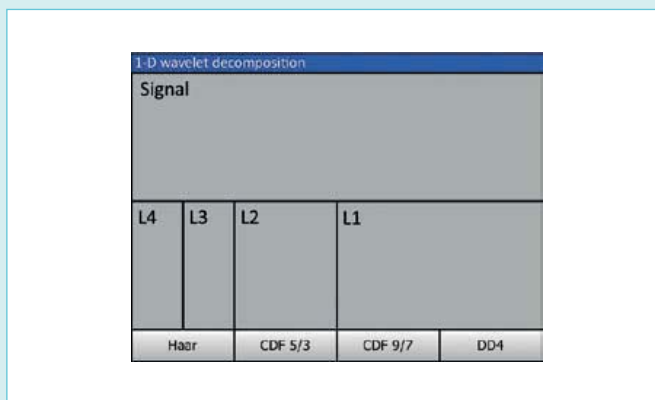 1-D wavelet decomposition
Signal
L4 L3 L2 L1
Haar CDF 5/3 CDF 9/7 DD4